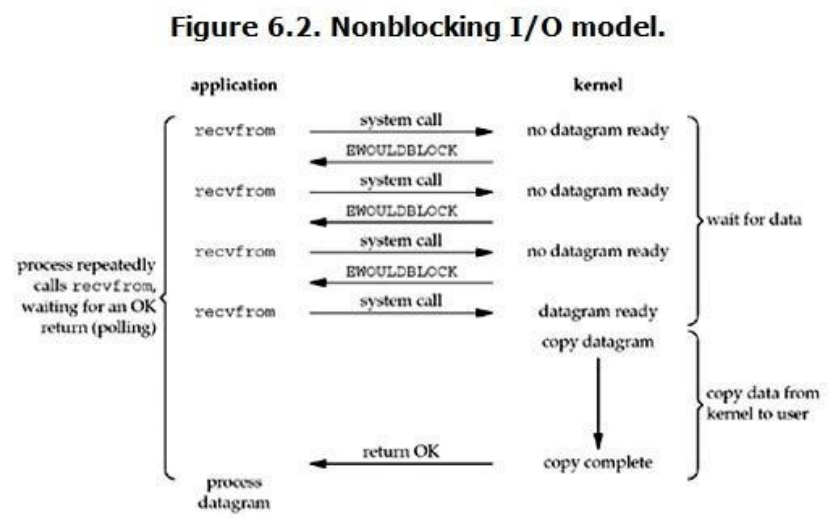 Figure 6.2. Nonblocking I/O model.
application
kernel
recvfrom
system call
no datagram ready
EWOULDBLOCK
recvfrom
system call
no datagram ready
EWOULDBLOCK
recvfrom
system call
no datagram ready
EWOULDBLOCK
recvfrom
system call
datagram ready
wait for data
process repeatedly
calls recvfrom,
waiting for an OK
return (polling)
copy datagram
copy data from
kernel to user
return OK
copy complete
process
datagram